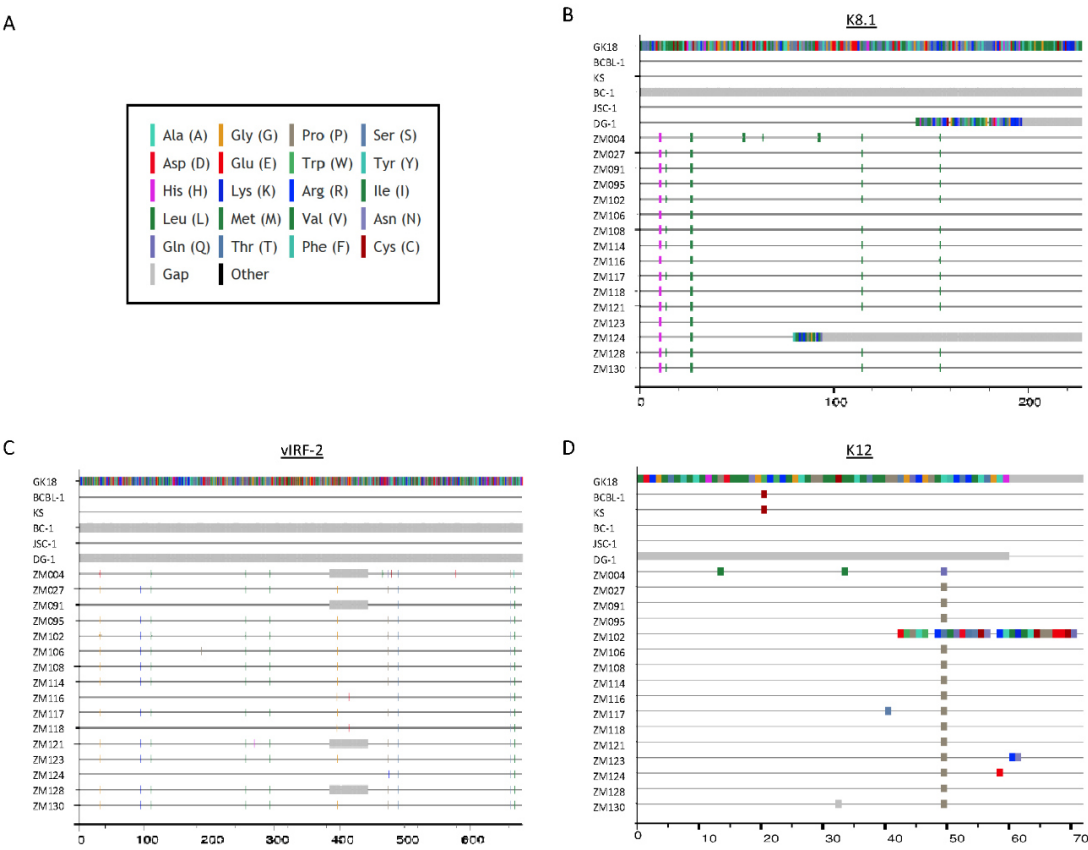 A
Ala (A) Gly (G) Pro (P) Ser (S)
Asp (D) Glu (E) Trp (W) Tyr (Y)
His (H) Lys (K) Arg (R) Ile (I)
Leu (L) Met (M) Val (V) Asn (N)
Gln (Q) Thr (T) Phe (F) Cys (C)
Gap Other
B
K8.1
GK18
BCBL-1
KS
BC-1
JSC-1
DG-1
ZM004
ZM027
ZM091
ZM095
ZM102
ZM106
ZM108
ZM114
ZM116
ZM117
ZM118
ZM121
ZM123
ZM124
ZM128
ZM130
0 100 200
C
vIRF-2
GK18
BCBL-1
KS
BC-1
JSC-1
DG-1
ZM004
ZM027
ZM091
ZM095
ZM102
ZM106
ZM108
ZM114
ZM116
ZM117
ZM118
ZM121
ZM123
ZM124
ZM128
ZM130
0 100 200 300 400 500 600
D
K12
GK18
BCBL-1
KS
BC-1
JSC-1
DG-1
ZM004
ZM027
ZM091
ZM095
ZM102
ZM106
ZM108
ZM114
ZM116
ZM117
ZM118
ZM121
ZM123
ZM124
ZM128
ZM130
0 10 20 30 40 50 60 70